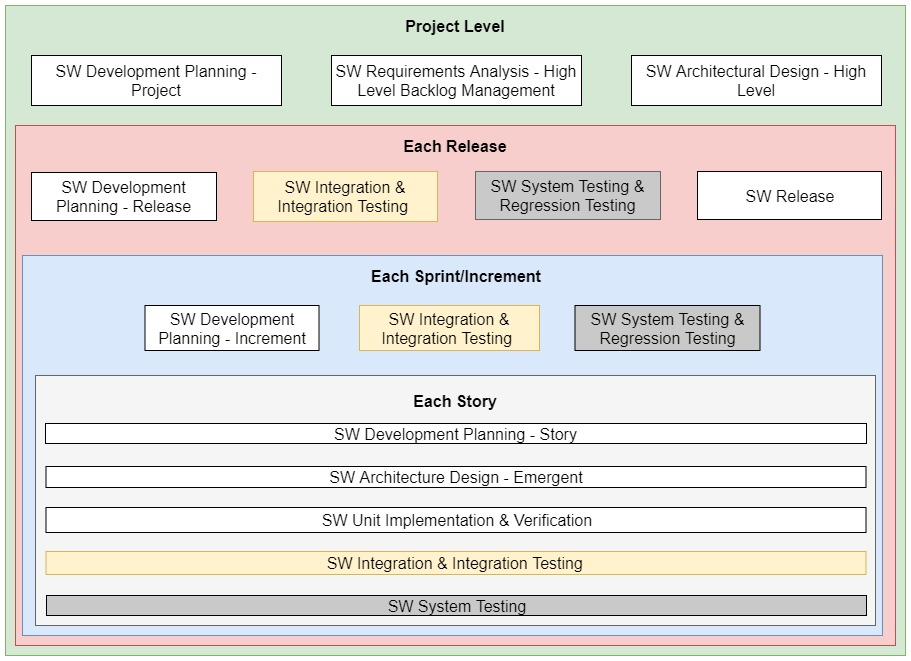 Project Level
SW Development Planning -
Project
SW Requirements Analysis - High
Level Backlog Management
SW Architectural Design - High
Level
Each Release
SW Development
Planning - Release
SW Integration &
Integration Testing
SW System Testing &
Regression Testing
SW Release
Each Sprint/Increment
SW Development
Planning - Increment
SW Integration &
Integration Testing
SW System Testing &
Regression Testing
Each Story
SW Development Planning - Story
SW Architecture Design - Emergent
SW Unit Implementation & Verification
SW Integration & Integration Testing
SW System Testing